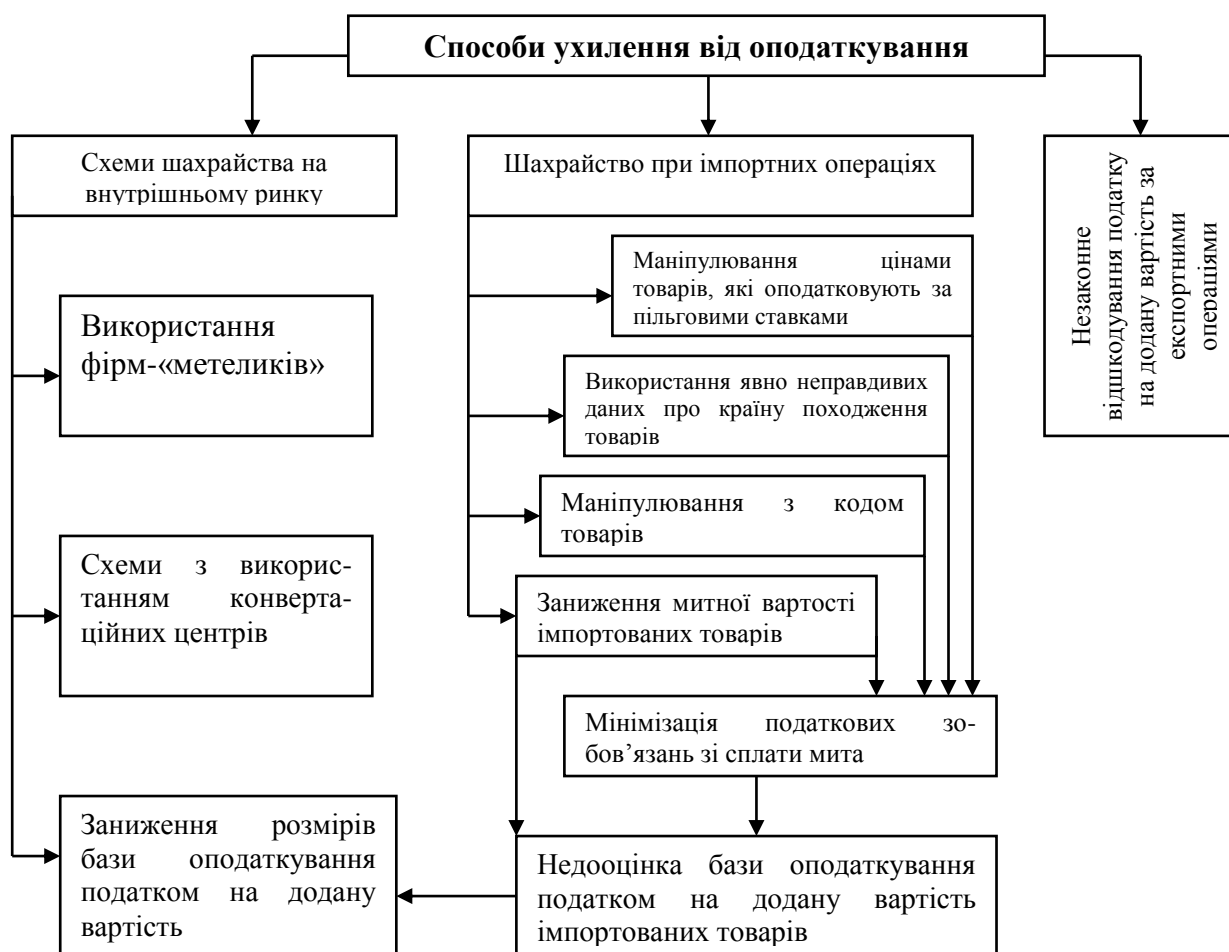 Способи ухилення від оподаткування
Схеми шахрайства на
внутрішньому ринку
Шахрайство при імпортних операціях
Незаконне
відшкодування податку
на додану вартість за
експортними
операціями
Маніпулювання цінами
товарів, які оподатковують за
пільговими ставками
Використання
фірм-«метеликів»
Використання явно неправдивих
даних про країну походження
товарів
Маніпулювання з кодом
товарів
Схеми з викорис-
танням конверта-
ційних центрів
Заниження митної вартості
імпортованих товарів
Мінімізація податкових зо-
бов’язань зі сплати мита
Заниження розмірів
бази оподаткування
податком на додану
вартість
Недооцінка бази оподаткування
податком на додану вартість
імпортованих товарів